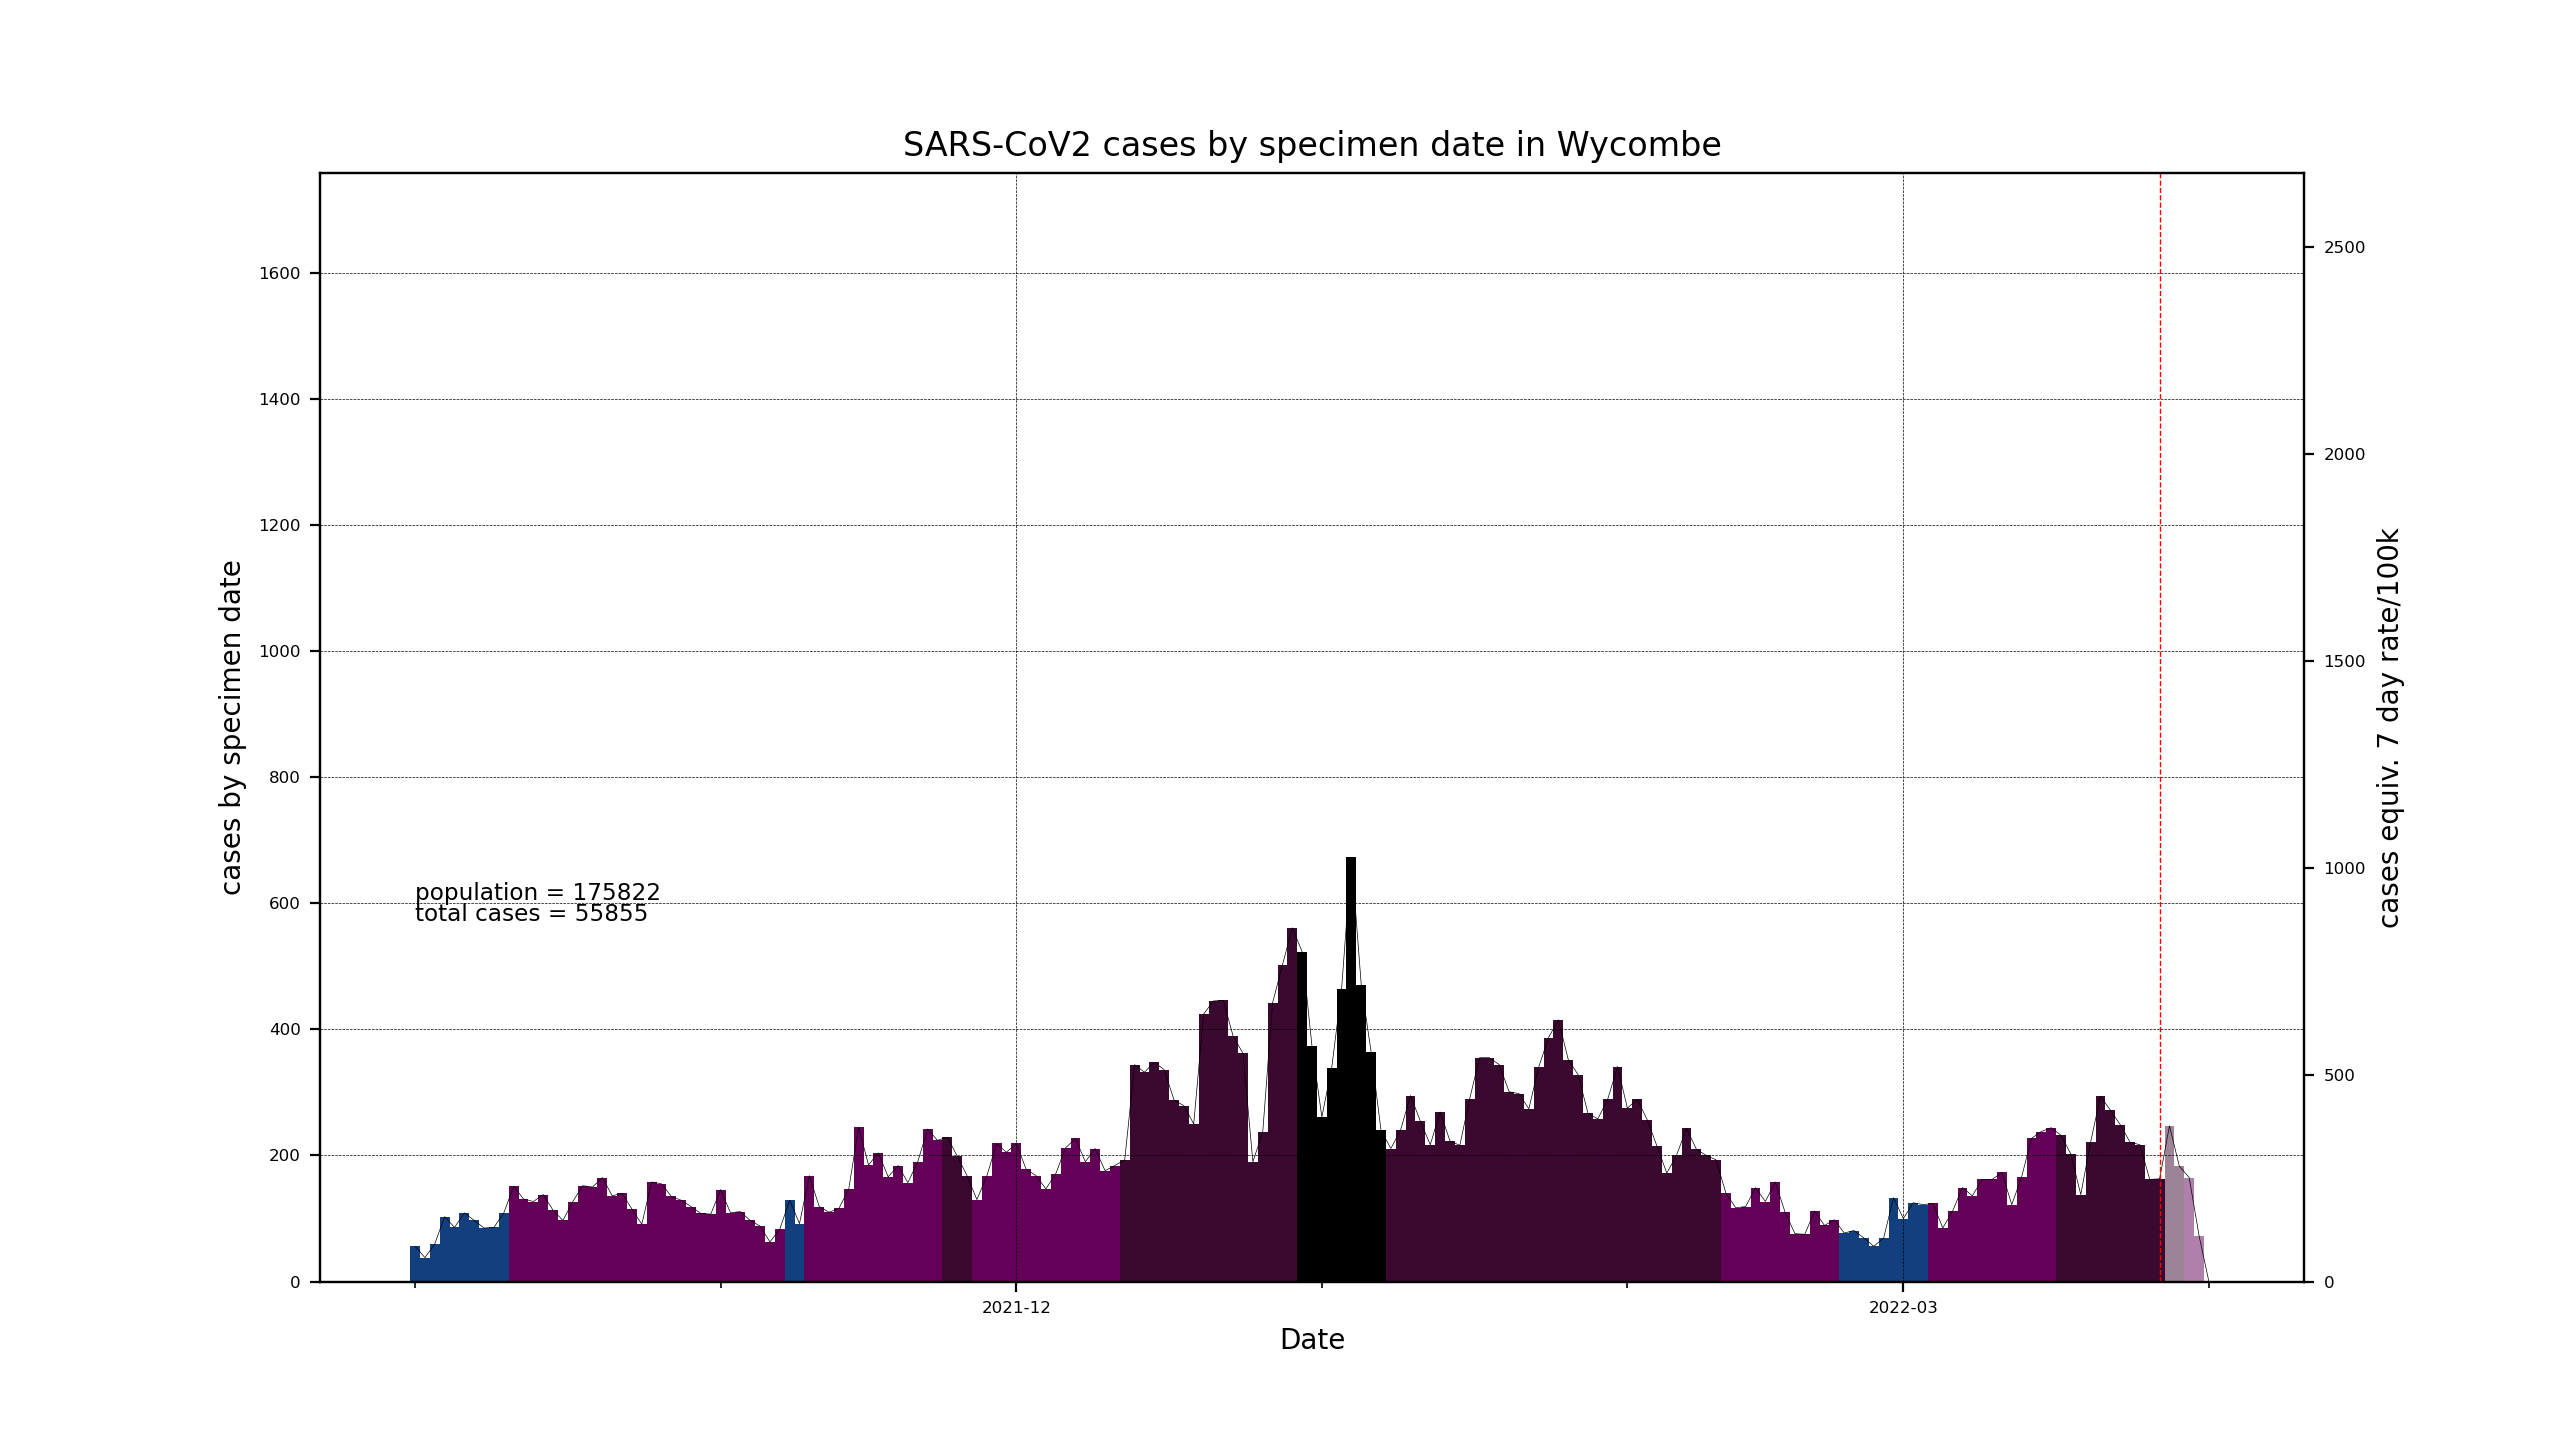 SARS-CoV2 cases by specimen date in Wycombe
cases by specimen date
1600
1400
1200
1000
800
600
400
200
0
population = 175822
total cases = 55855
2500
2000
1500
1000
500
0
cases equiv. 7 day rate/100k
2021-12
2022-03
Date